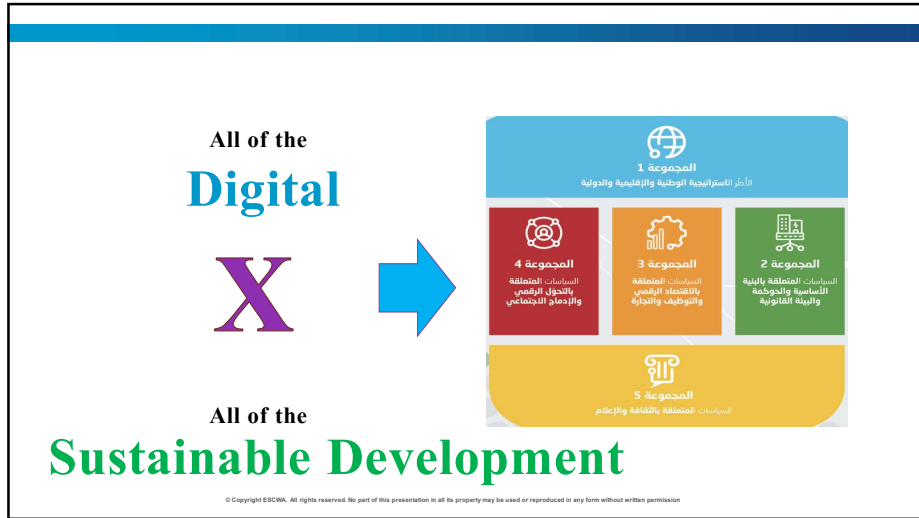 All of the
Digital
X
All of the
Sustainable Development
المجموعة 1
الأطر الاستراتيجية الوطنية والإقليمية والدولية
المجموعة 2
السياسات المتعلقة بالبنية
الأساسية والحوكمة
والبيئة القانونية
المجموعة 3
السياسات المتعلقة
بالاقتصاد الرقمي
والتوظيف والتجارة
المجموعة 4
السياسات المتعلقة
بالتحوّل الرقمي
والإدماج الاجتماعي
المجموعة 5
السياسات المتعلقة بالثقافة والإعلام
© Copyright ESCWA. All rights reserved. No part of this presentation in all its property may be used or reproduced in any form without written permission